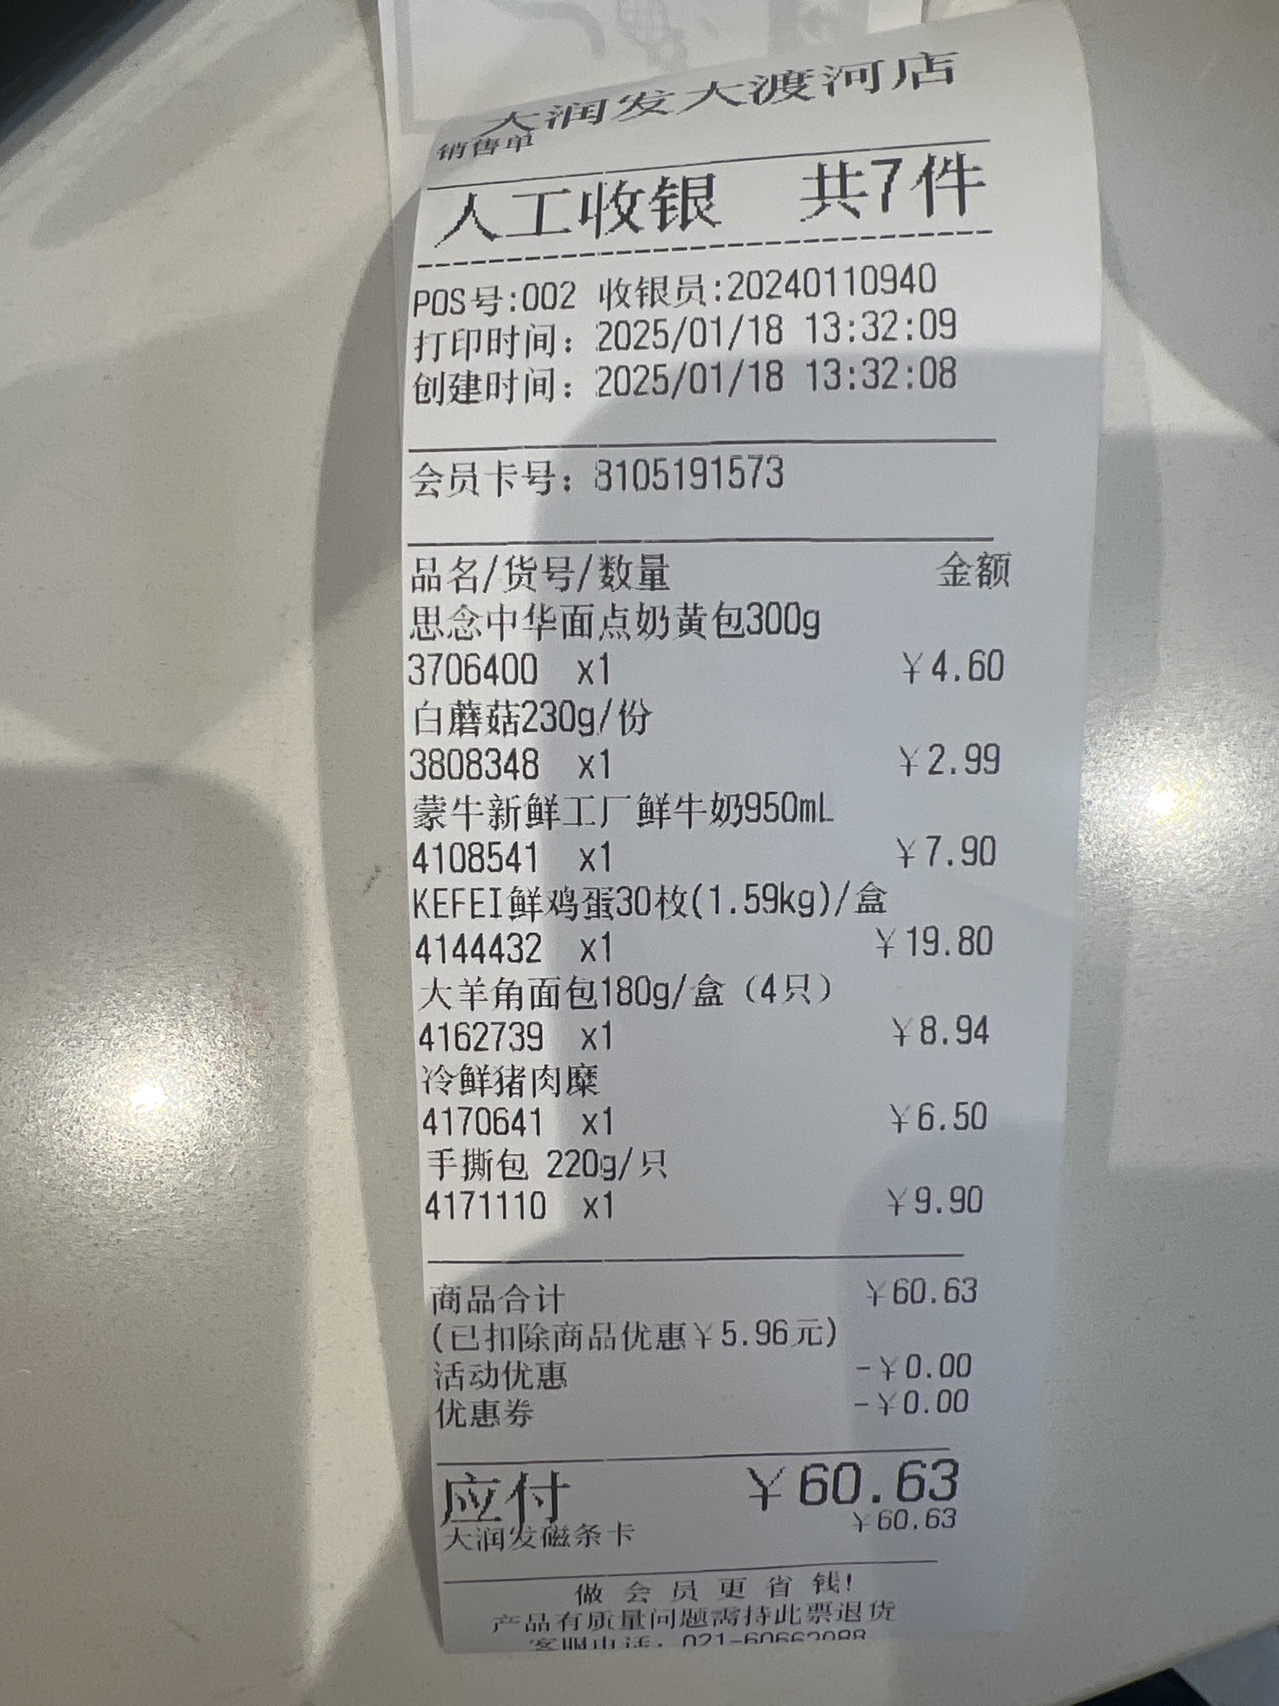 大润发大渡河店
销售单
人工收银 共7件
POS号:002 收银员:20240110940
打印时间：2025/01/18 13:32:09
创建时间：2025/01/18 13:32:08
会员卡号：8105191573
品名/货号/数量 金额
思念中华面点奶黄包300g
3706400 x1 ￥4.60
白蘑菇230g/份
3808348 x1 ￥2.99
蒙牛新鲜工厂鲜牛奶950mL
4108541 x1 ￥7.90
KEFEI鲜鸡蛋30枚(1.59kg)/盒
4144432 x1 ￥19.80
大羊角面包180g/盒（4只）
4162739 x1 ￥8.94
冷鲜猪肉糜
4170641 x1 ￥6.50
手撕包 220g/只
4171110 x1 ￥9.90
商品合计 ￥60.63
(已扣除商品优惠￥5.96元)
活动优惠 -￥0.00
优惠券 -￥0.00
应付 ￥60.63
大润发磁条卡 ￥60.63
做 会 员 更 省 钱!
产品有质量问题需持此票退货
客服电话：021-60662088